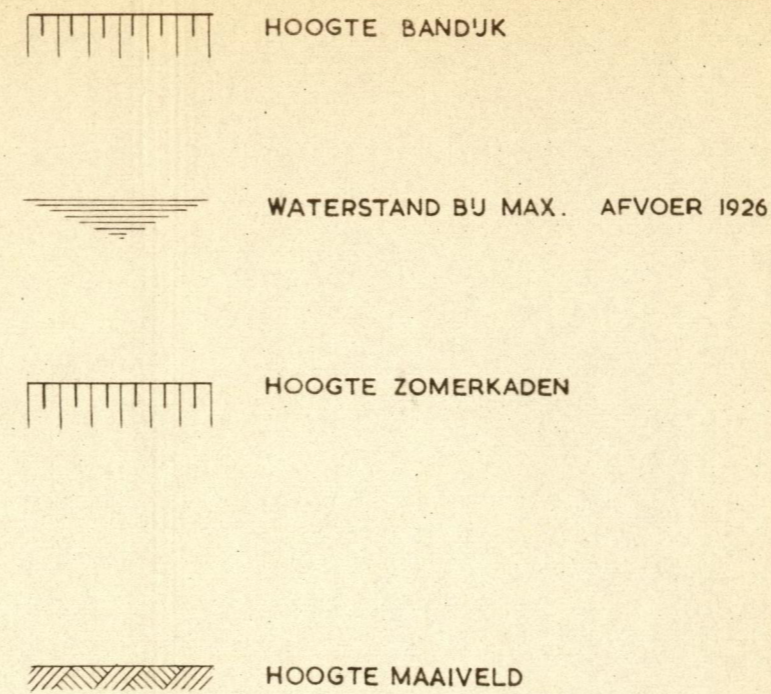 HOOGTE BANDIJK
WATERSTAND BIJ MAX. AFVOER 1926
HOOGTE ZOMERKADEN
HOOGTE MAAIVELD